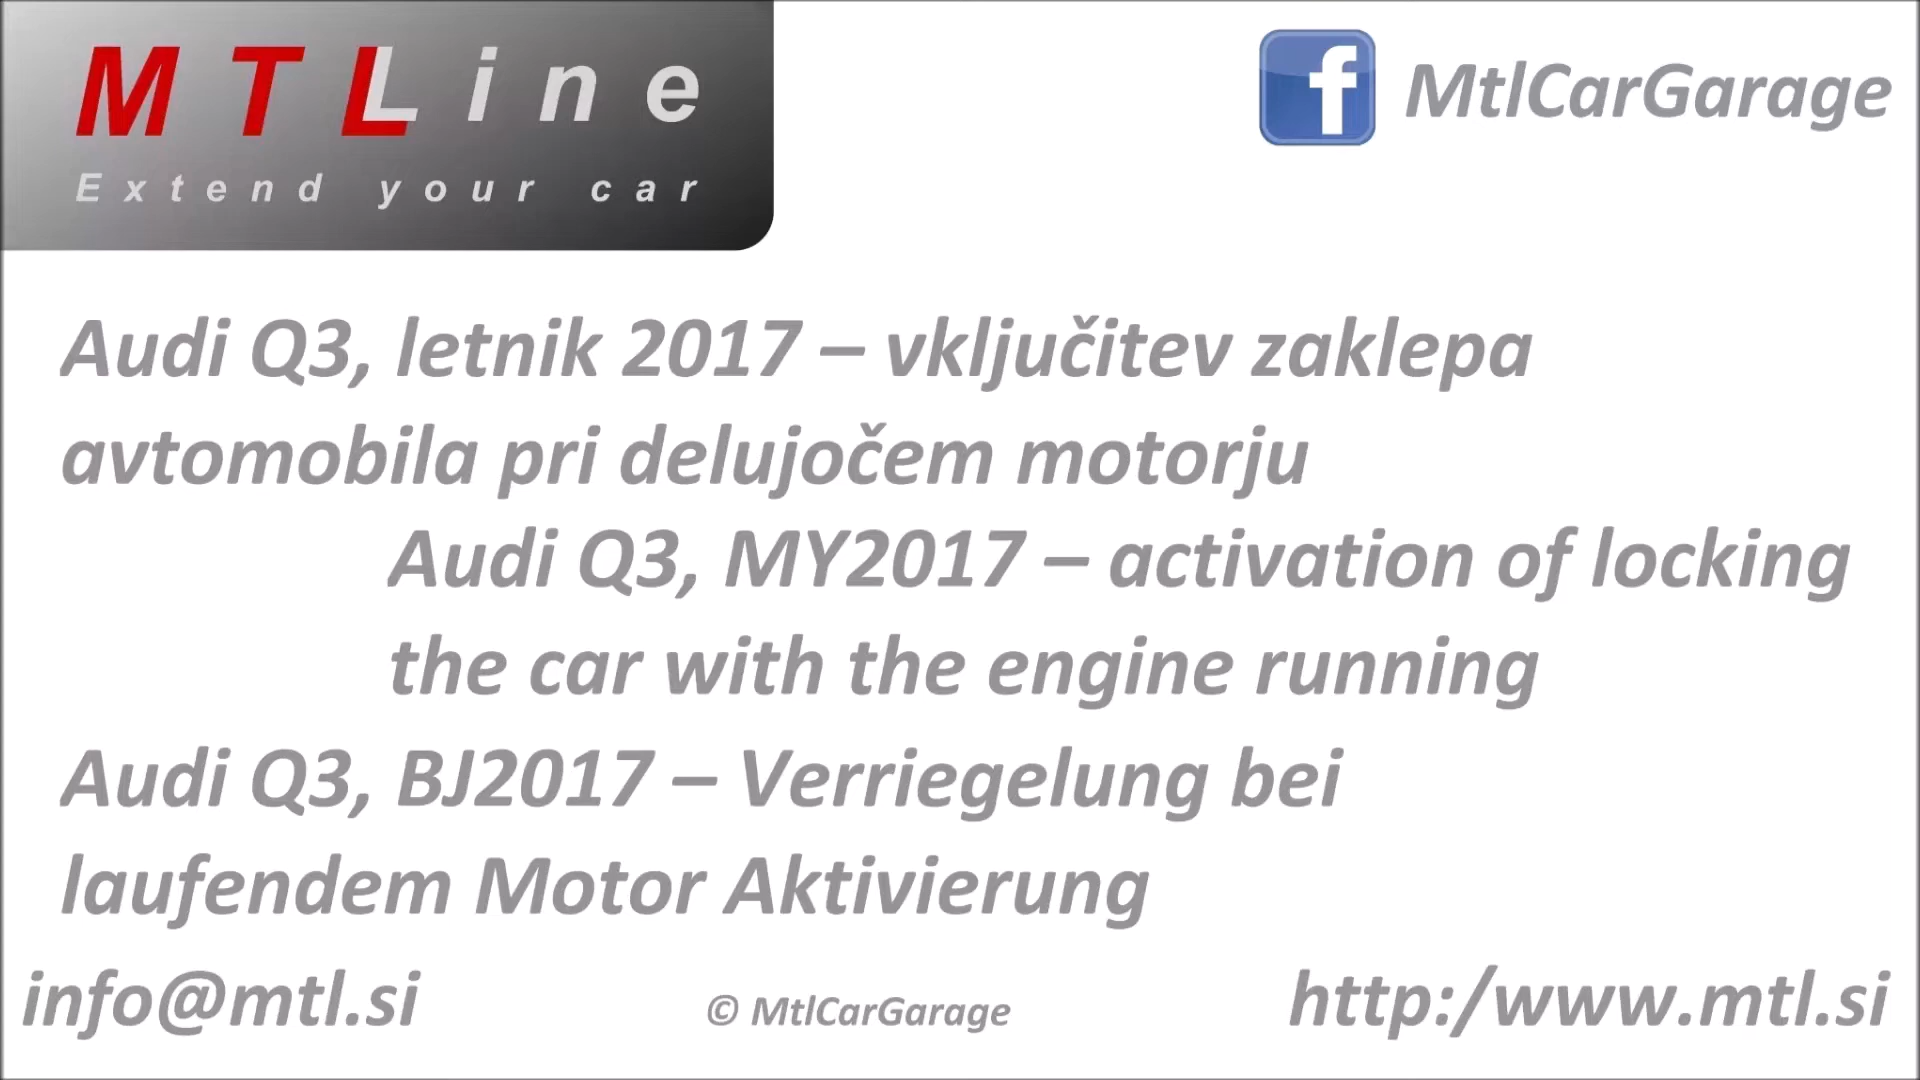 MTLine
Extend your car
f MtlCarGarage
Audi Q3, letnik 2017 – vključitev zaklepa
avtomobila pri delujočem motorju
Audi Q3, MY2017 – activation of locking
the car with the engine running
Audi Q3, BJ2017 – Verriegelung bei
laufendem Motor Aktivierung
info@mtl.si
© MtlCarGarage
http:/www.mtl.si